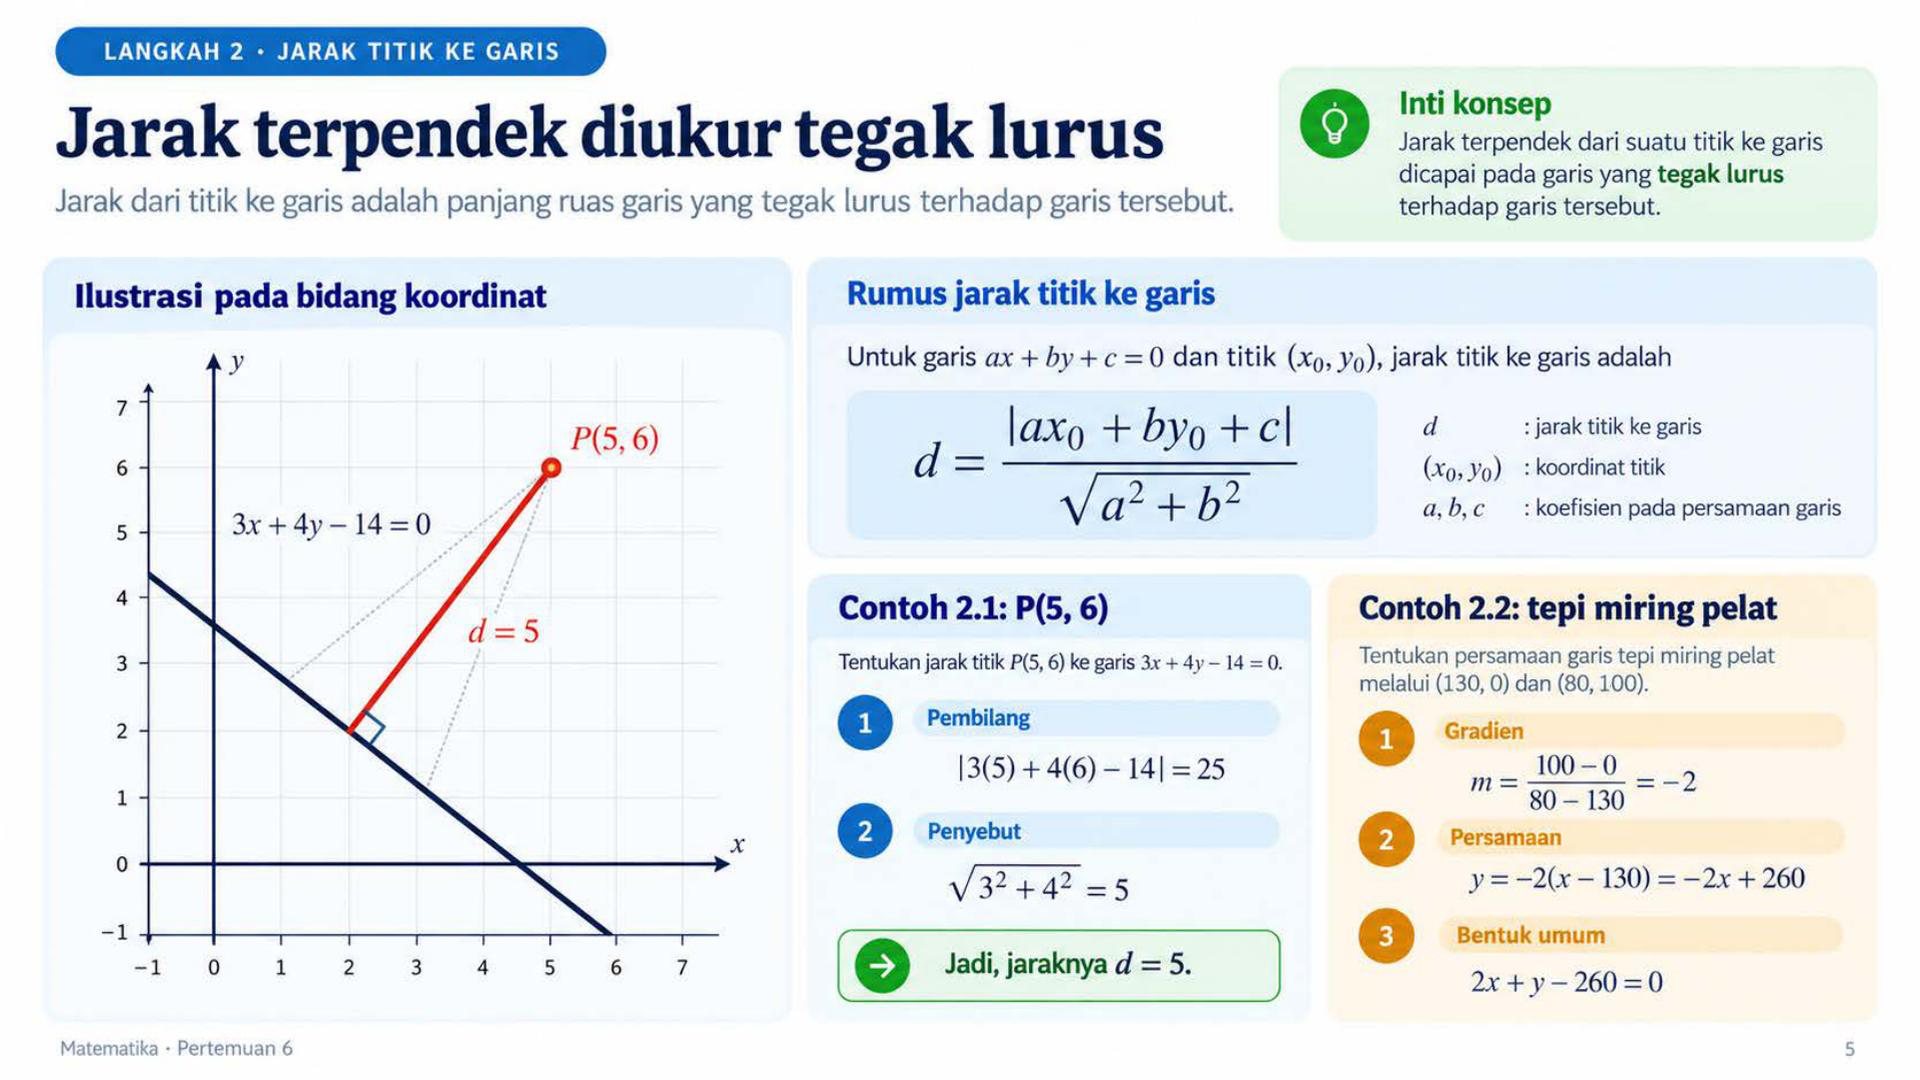 LANGKAH 2 · JARAK TITIK KE GARIS
Jarak terpendek diukur tegak lurus
Jarak dari titik ke garis adalah panjang ruas garis yang tegak lurus terhadap garis tersebut.
Inti konsep
Jarak terpendek dari suatu titik ke garis
dicapai pada garis yang tegak lurus
terhadap garis tersebut.
Ilustrasi pada bidang koordinat
y
7
6
5
4
3
2
1
0
−1
P(5, 6)
3x + 4y − 14 = 0
d = 5
x
−1 0 1 2 3 4 5 6 7
Rumus jarak titik ke garis
Untuk garis ax + by + c = 0 dan titik (x₀, y₀), jarak titik ke garis adalah
d = |ax₀ + by₀ + c| / √(a² + b²)
d : jarak titik ke garis
(x₀, y₀) : koordinat titik
a, b, c : koefisien pada persamaan garis
Contoh 2.1: P(5, 6)
Tentukan jarak titik P(5, 6) ke garis 3x + 4y − 14 = 0.
1 Pembilang
|3(5) + 4(6) − 14| = 25
2 Penyebut
√(3² + 4²) = 5
→ Jadi, jaraknya d = 5.
Contoh 2.2: tepi miring pelat
Tentukan persamaan garis tepi miring pelat
melalui (130, 0) dan (80, 100).
1 Gradien
m = (100 − 0) / (80 − 130) = −2
2 Persamaan
y = −2(x − 130) = −2x + 260
3 Bentuk umum
2x + y − 260 = 0
Matematika · Pertemuan 6
5